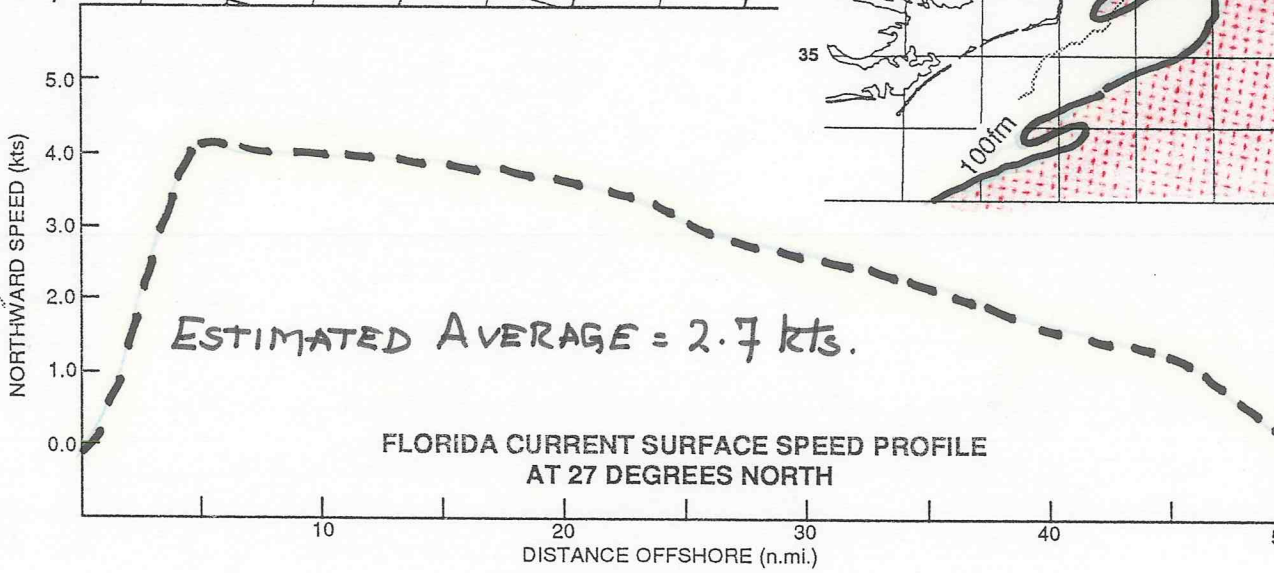 35
100fm
NORTHWARD SPEED (kts)
5.0
4.0
3.0
2.0
1.0
0.0
ESTIMATED AVERAGE = 2.7 kts.
FLORIDA CURRENT SURFACE SPEED PROFILE
AT 27 DEGREES NORTH
10
20
30
40
DISTANCE OFFSHORE (n.mi.)